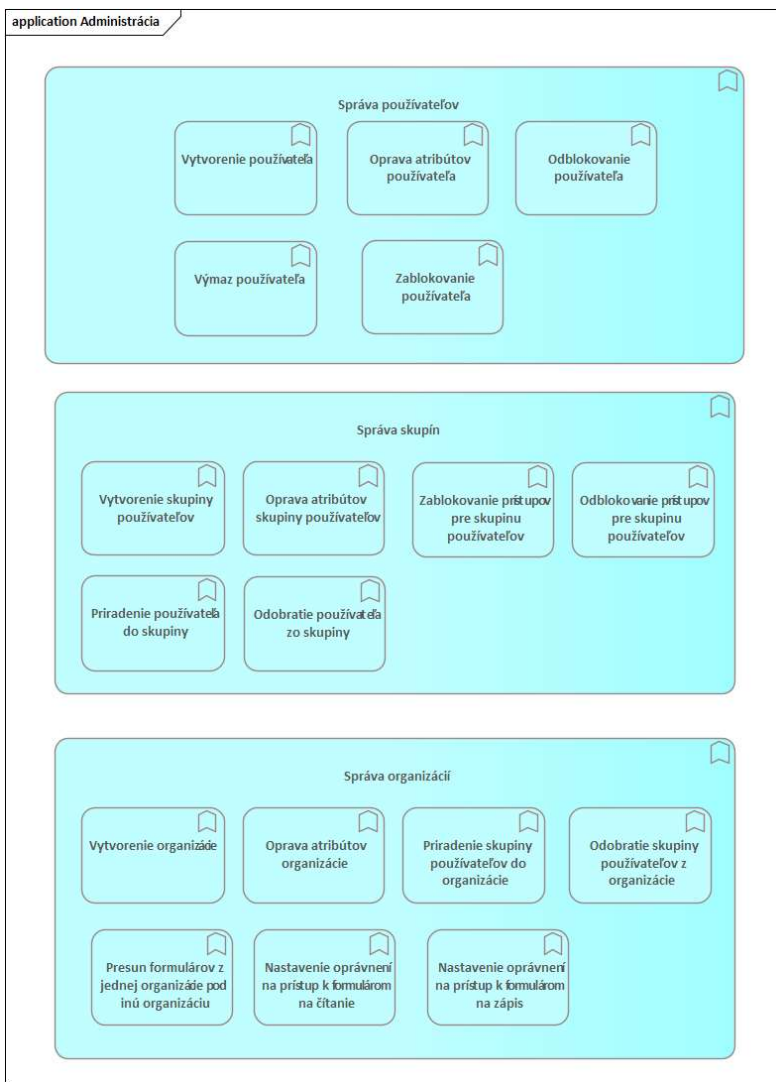 application Administrácia
Správa používateľov
Vytvorenie používateľa
Oprava atribútov
používateľa
Odblokovanie
používateľa
Výmaz používateľa
Zablokovanie
používateľa
Správa skupín
Vytvorenie skupiny
používateľov
Oprava atribútov
skupiny používateľov
Zablokovanie prístupov
pre skupinu
používateľov
Odblokovanie prístupov
pre skupinu
používateľov
Priradenie používateľa
do skupiny
Odobratie používateľa
zo skupiny
Správa organizácií
Vytvorenie organizácie
Oprava atribútov
organizácie
Priradenie skupiny
používateľov do
organizácie
Odobratie skupiny
používateľov z
organizácie
Presun formulárov z
jednej organizácie pod
inú organizáciu
Nastavenie oprávnení
na prístup k formulárom
na čítanie
Nastavenie oprávnení
na prístup k formulárom
na zápis